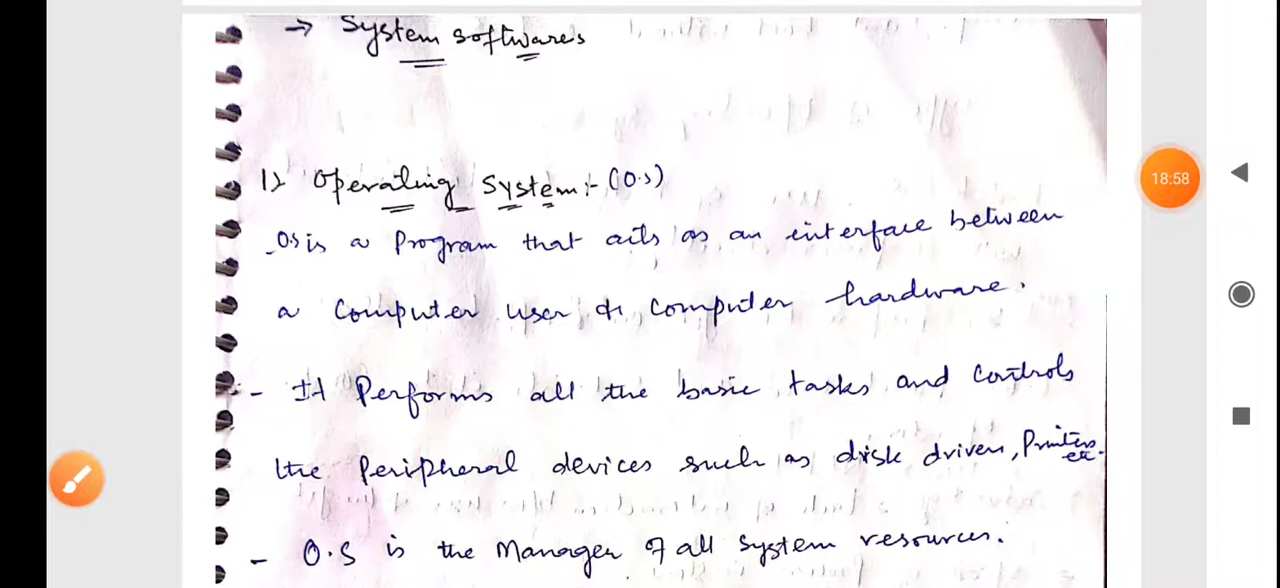 → System softwares
1) Operating System :- (O.S)
- OS is a Program that acts as an interface between
a Computer user & Computer hardware.
- It Performs all the basic tasks and controls
the Peripheral devices such as disk driven, Printers etc.
- O.S is the Manager of all System resources.
18:58